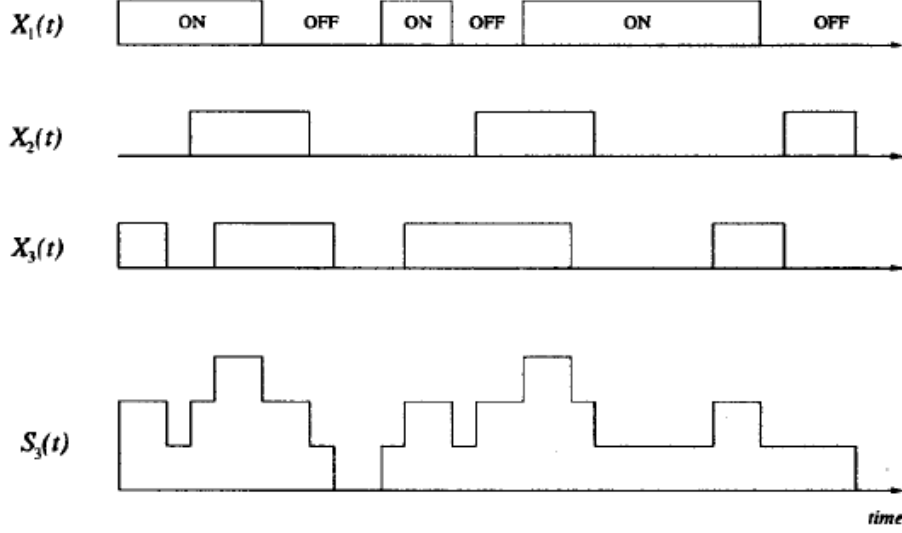 X₁(t) ON OFF ON OFF ON OFF
X₂(t)
X₃(t)
S₃(t)
time